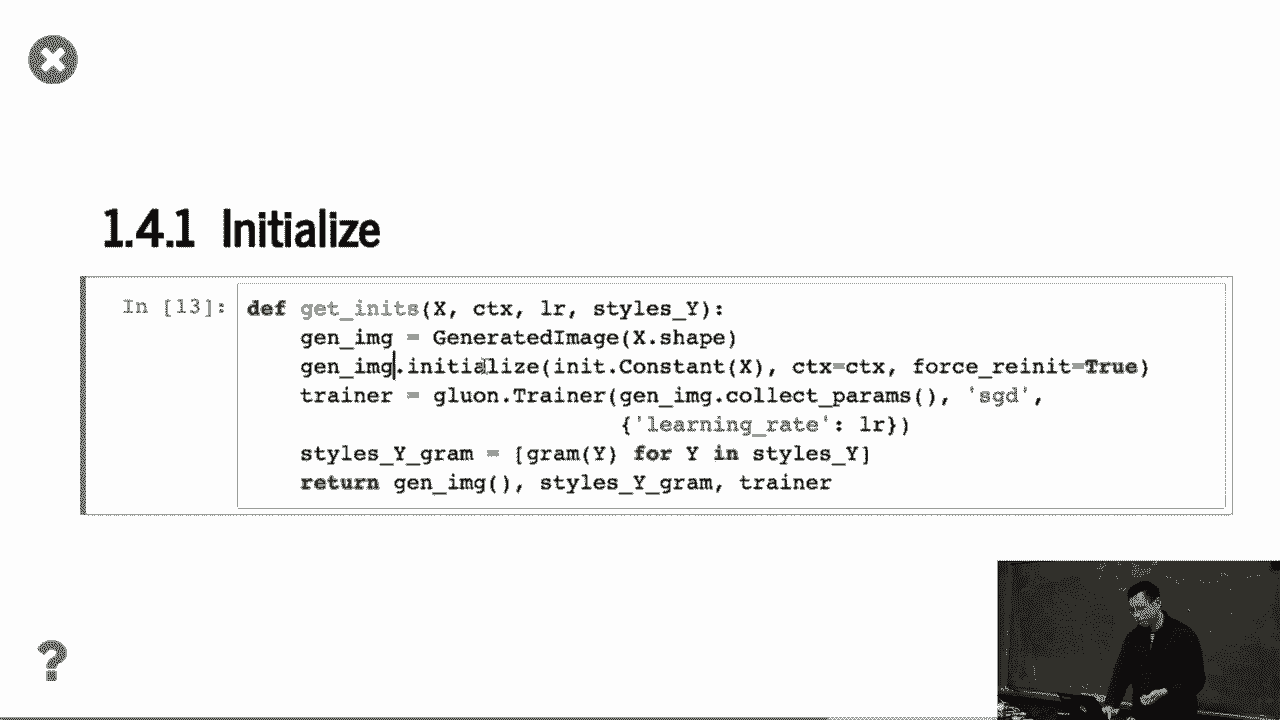 1.4.1 Initialize
In [13]:
def get_inits(X, ctx, lr, styles_Y):
gen_img = GeneratedImage(X.shape)
gen_img.initialize(init.Constant(X), ctx=ctx, force_reinit=True)
trainer = gluon.Trainer(gen_img.collect_params(), 'sgd',
{'learning_rate': lr})
styles_Y_gram = [gram(Y) for Y in styles_Y]
return gen_img(), styles_Y_gram, trainer
?